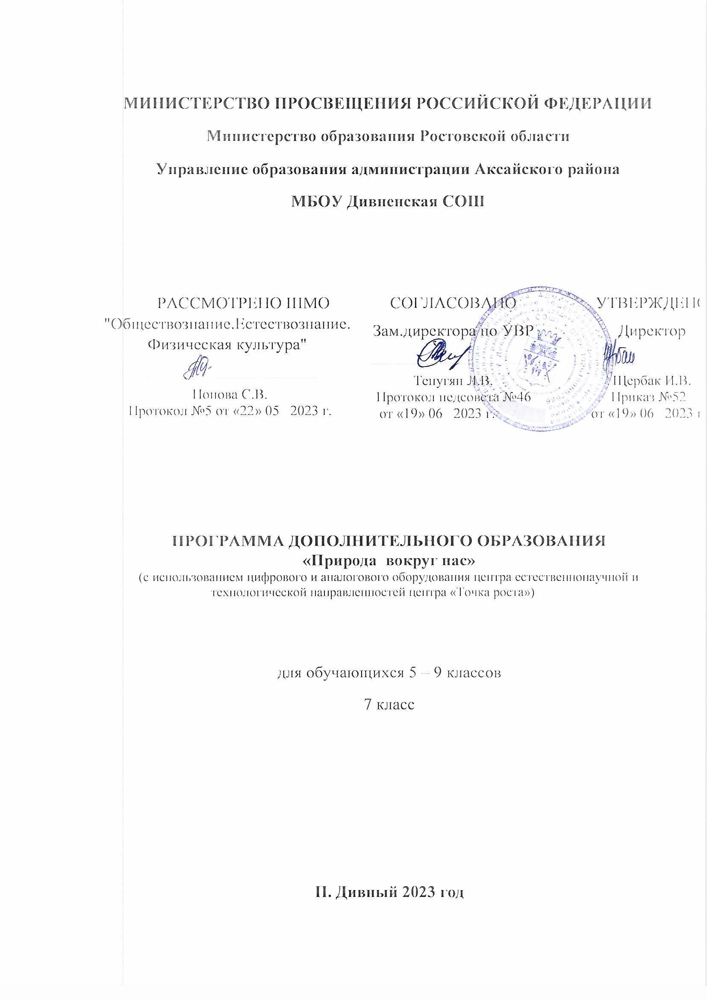 МИНИСТЕРСТВО ПРОСВЕЩЕНИЯ РОССИЙСКОЙ ФЕДЕРАЦИИ
Министерство образования Ростовской области
Управление образования администрации Аксайского района
МБОУ Дивненская СОШ
РАССМОТРЕНО ШМО
"Обществознание.Естествознание.
Физическая культура"
Попова С.В.
Протокол №5 от «22» 05 2023 г.
СОГЛАСОВАНО
Зам.директора по УВР
Тепугян Л.В.
Протокол педсовета №46
от «19» 06 2023 г.
УТВЕРЖДЕНО
Директор
Щербак И.В.
Приказ №52
от «19» 06 2023 г
СОШ
ПРОГРАММА ДОПОЛНИТЕЛЬНОГО ОБРАЗОВАНИЯ
«Природа вокруг нас»
(с использованием цифрового и аналогового оборудования центра естественнонаучной и
технологической направленностей центра «Точка роста»)
для обучающихся 5 – 9 классов
7 класс
П. Дивный 2023 год